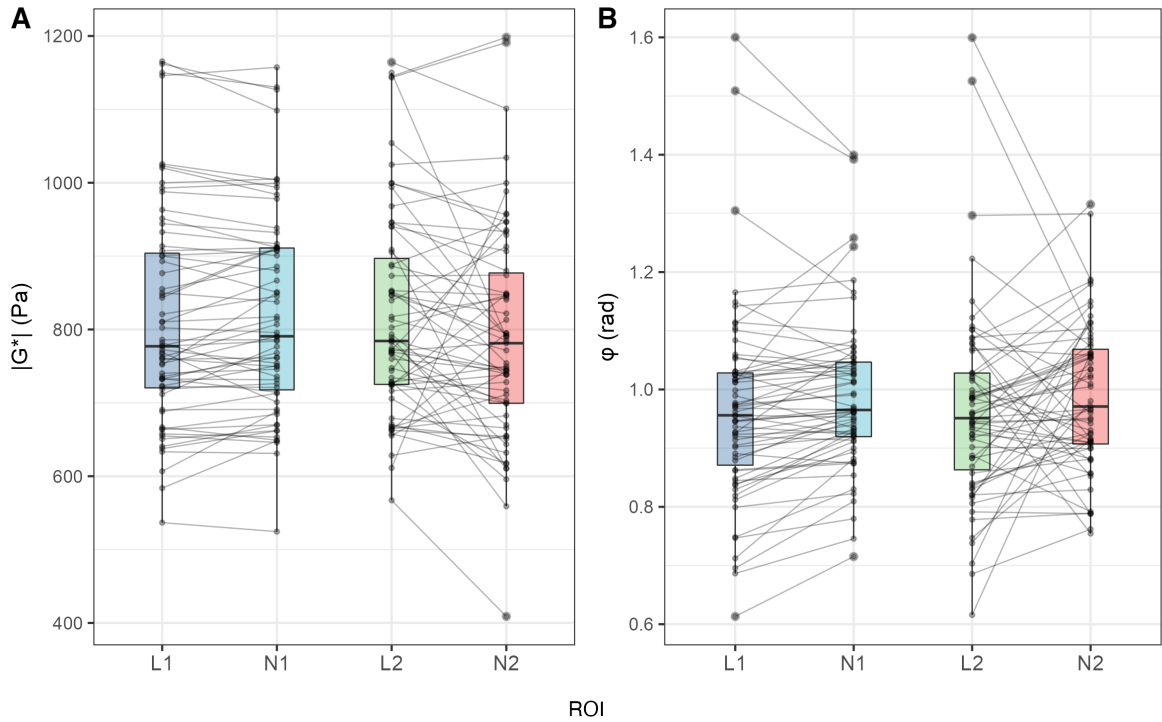 A
|G*| (Pa)
1200
1000
800
600
400
L1 N1 L2 N2
B
φ (rad)
1.6
1.4
1.2
1.0
0.8
0.6
L1 N1 L2 N2
ROI